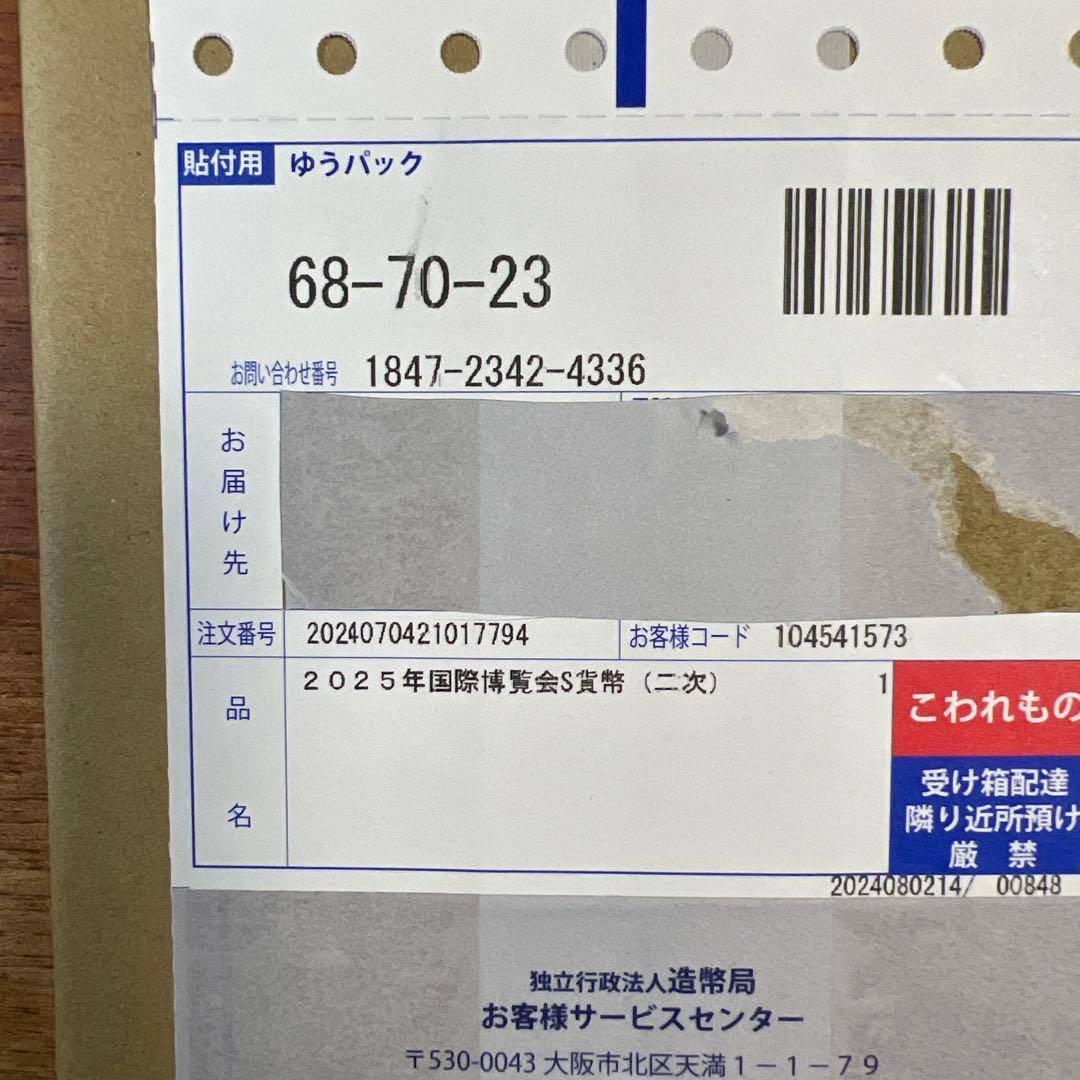 貼付用 ゆうパック
68-70-23
お問い合わせ番号 1847-2342-4336
お届け先
注文番号 2024070421017794 お客様コード 104541573
品名 2025年国際博覧会S貨幣(二次) 1
こわれもの
受け箱配達
隣り近所預け
厳 禁
2024080214/ 00848
独立行政法人造幣局
お客様サービスセンター
〒530-0043 大阪市北区天満1-1-79